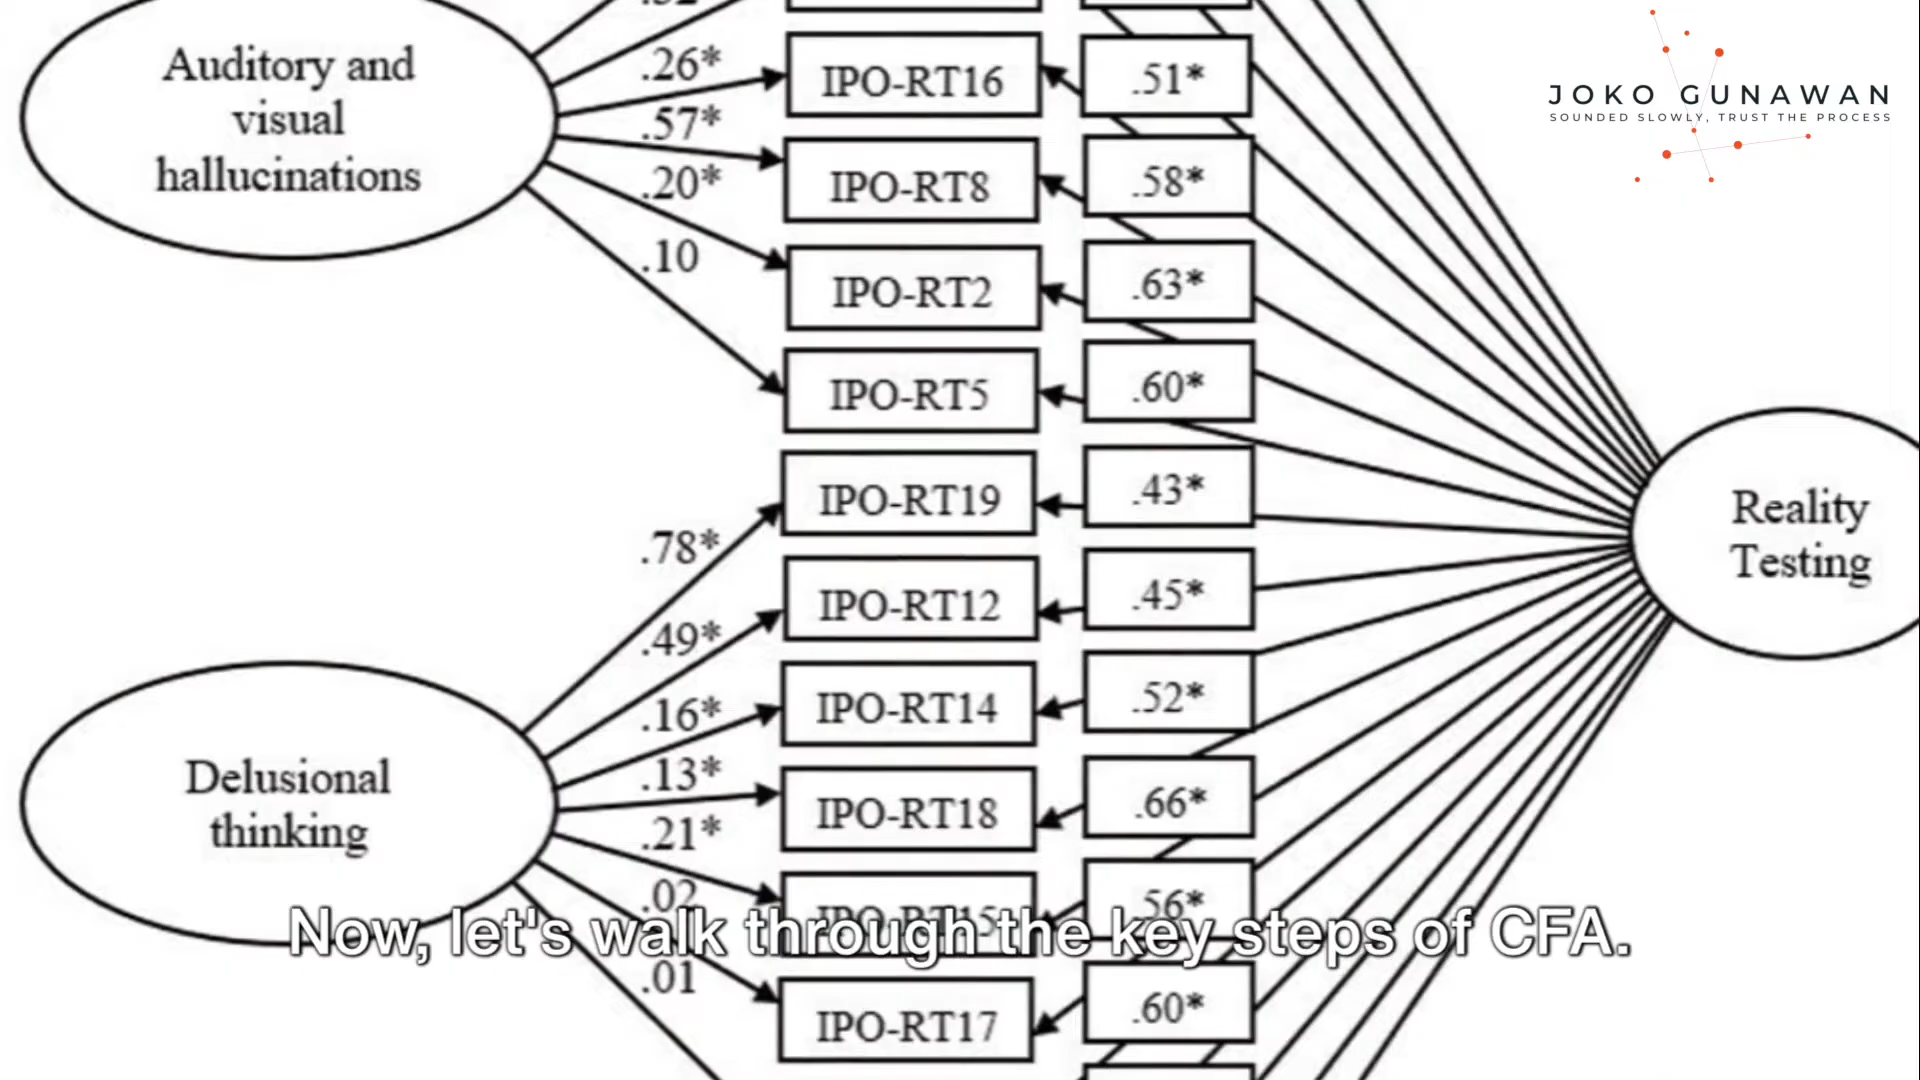 Auditory and
visual
hallucinations
.26*
.57*
.20*
.10
IPO-RT16
IPO-RT8
IPO-RT2
IPO-RT5
.51*
.58*
.63*
.60*
JOKO GUNAWAN
SOUNDED SLOWLY, TRUST THE PROCESS
Reality
Testing
Delusional
thinking
.78*
.49*
.16*
.13*
.21*
.02
.01
IPO-RT19
IPO-RT12
IPO-RT14
IPO-RT18
IPO-RT15
IPO-RT17
.43*
.45*
.52*
.66*
.56*
.60*
Now, let's walk through the key steps of CFA.